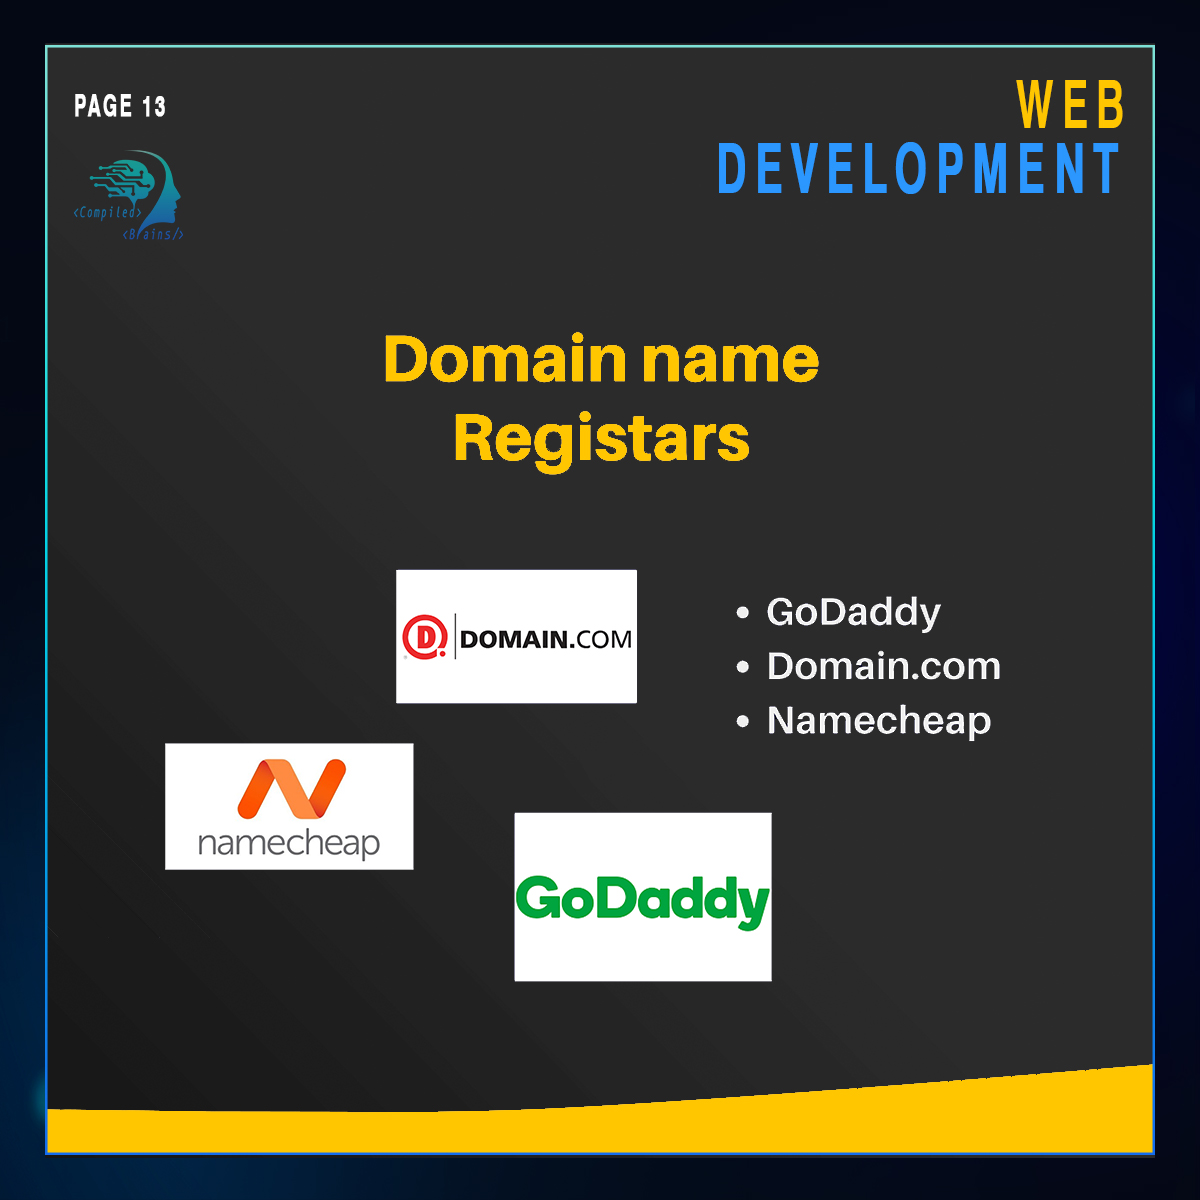 PAGE 13
WEB
DEVELOPMENT
<Compiled>
<Brains/>
Domain name
Registars
D DOMAIN.COM
• GoDaddy
• Domain.com
• Namecheap
namecheap
GoDaddy